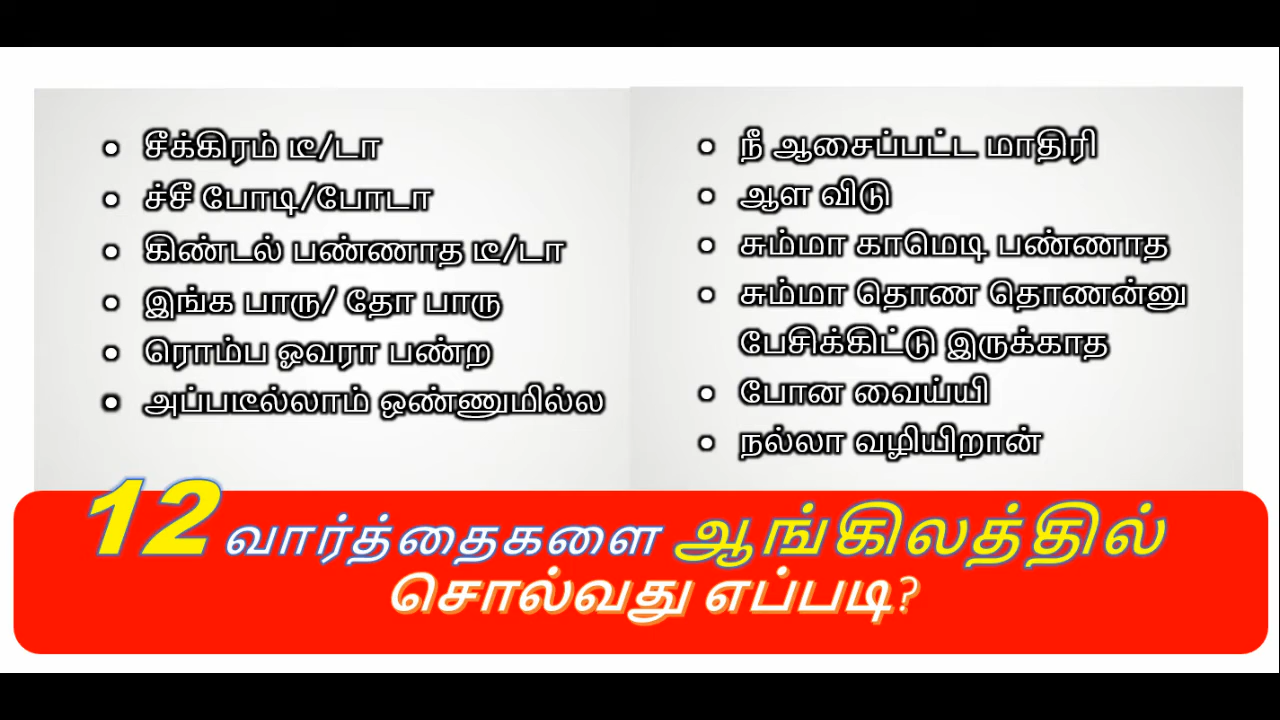 • சீக்கிரம் டீ/டா
• ச்சீ போடி/போடா
• கிண்டல் பண்ணாத டீ/டா
• இங்க பாரு/ தோ பாரு
• ரொம்ப ஓவரா பண்ற
• அப்படீல்லாம் ஒண்ணுமில்ல
• நீ ஆசைப்பட்ட மாதிரி
• ஆள விடு
• சும்மா காமெடி பண்ணாத
• சும்மா தொண தொணன்னு
பேசிக்கிட்டு இருக்காத
• போன வைய்யி
• நல்லா வழியிறான்
12 வார்த்தைகளை ஆங்கிலத்தில்
சொல்வது எப்படி?